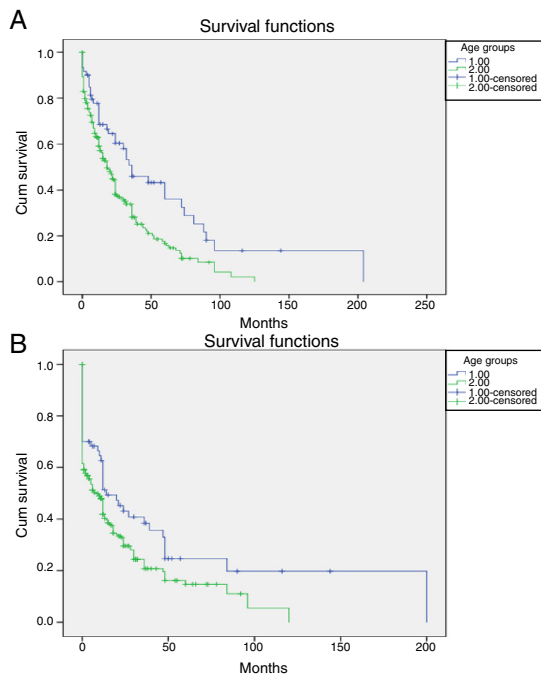 A
Survival functions
Age groups
1.00
2.00
1.00-censored
2.00-censored
Cum survival
1.0
0.8
0.6
0.4
0.2
0.0
0 50 100 150 200 250
Months
B
Survival functions
Age groups
1.00
2.00
1.00-censored
2.00-censored
Cum survival
1.0
0.8
0.6
0.4
0.2
0.0
0 50 100 150 200
Months